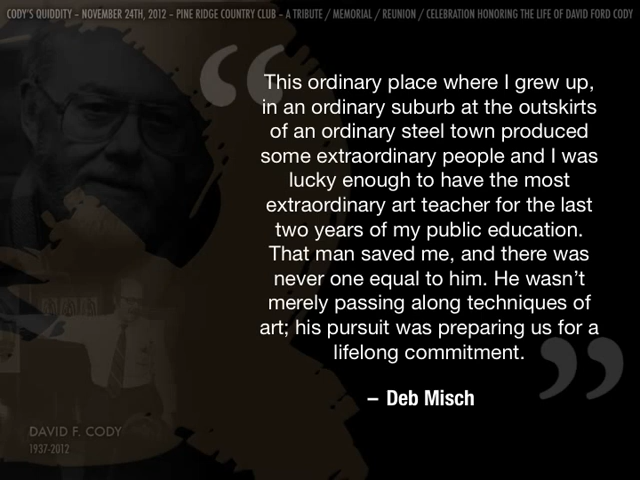 CODY'S QUIDDITY – NOVEMBER 24TH, 2012 – PINE RIDGE COUNTRY CLUB – A TRIBUTE / MEMORIAL / REUNION / CELEBRATION HONORING THE LIFE OF DAVID FORD CODY
“
This ordinary place where I grew up,
in an ordinary suburb at the outskirts
of an ordinary steel town produced
some extraordinary people and I was
lucky enough to have the most
extraordinary art teacher for the last
two years of my public education.
That man saved me, and there was
never one equal to him. He wasn’t
merely passing along techniques of
art; his pursuit was preparing us for a
lifelong commitment.
”
– Deb Misch
DAVID F. CODY
1937-2012